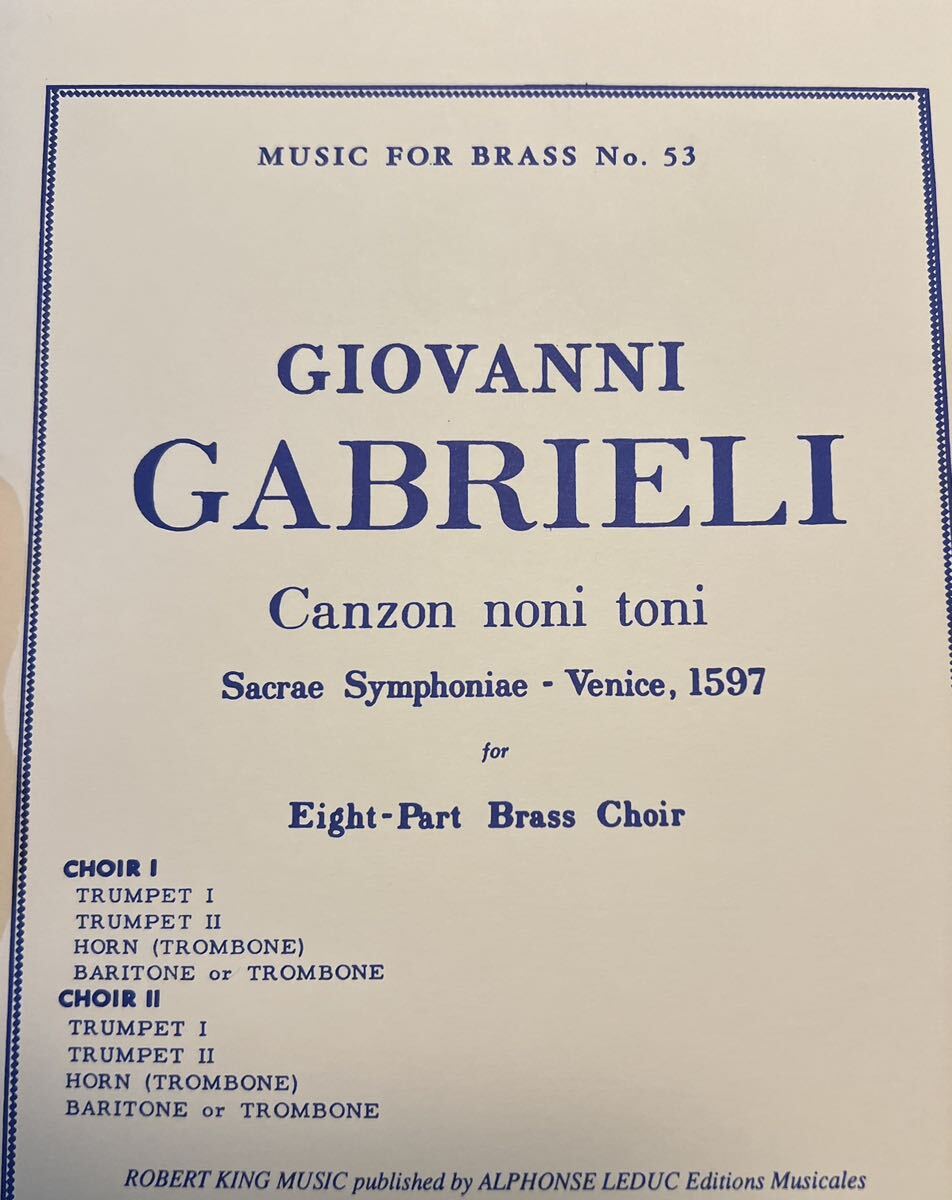 MUSIC FOR BRASS No. 53
GIOVANNI
GABRIELI
Canzon noni toni
Sacrae Symphoniae - Venice, 1597
for
Eight-Part Brass Choir
CHOIR I
TRUMPET I
TRUMPET II
HORN (TROMBONE)
BARITONE or TROMBONE
CHOIR II
TRUMPET I
TRUMPET II
HORN (TROMBONE)
BARITONE or TROMBONE
ROBERT KING MUSIC published by ALPHONSE LEDUC Editions Musicales